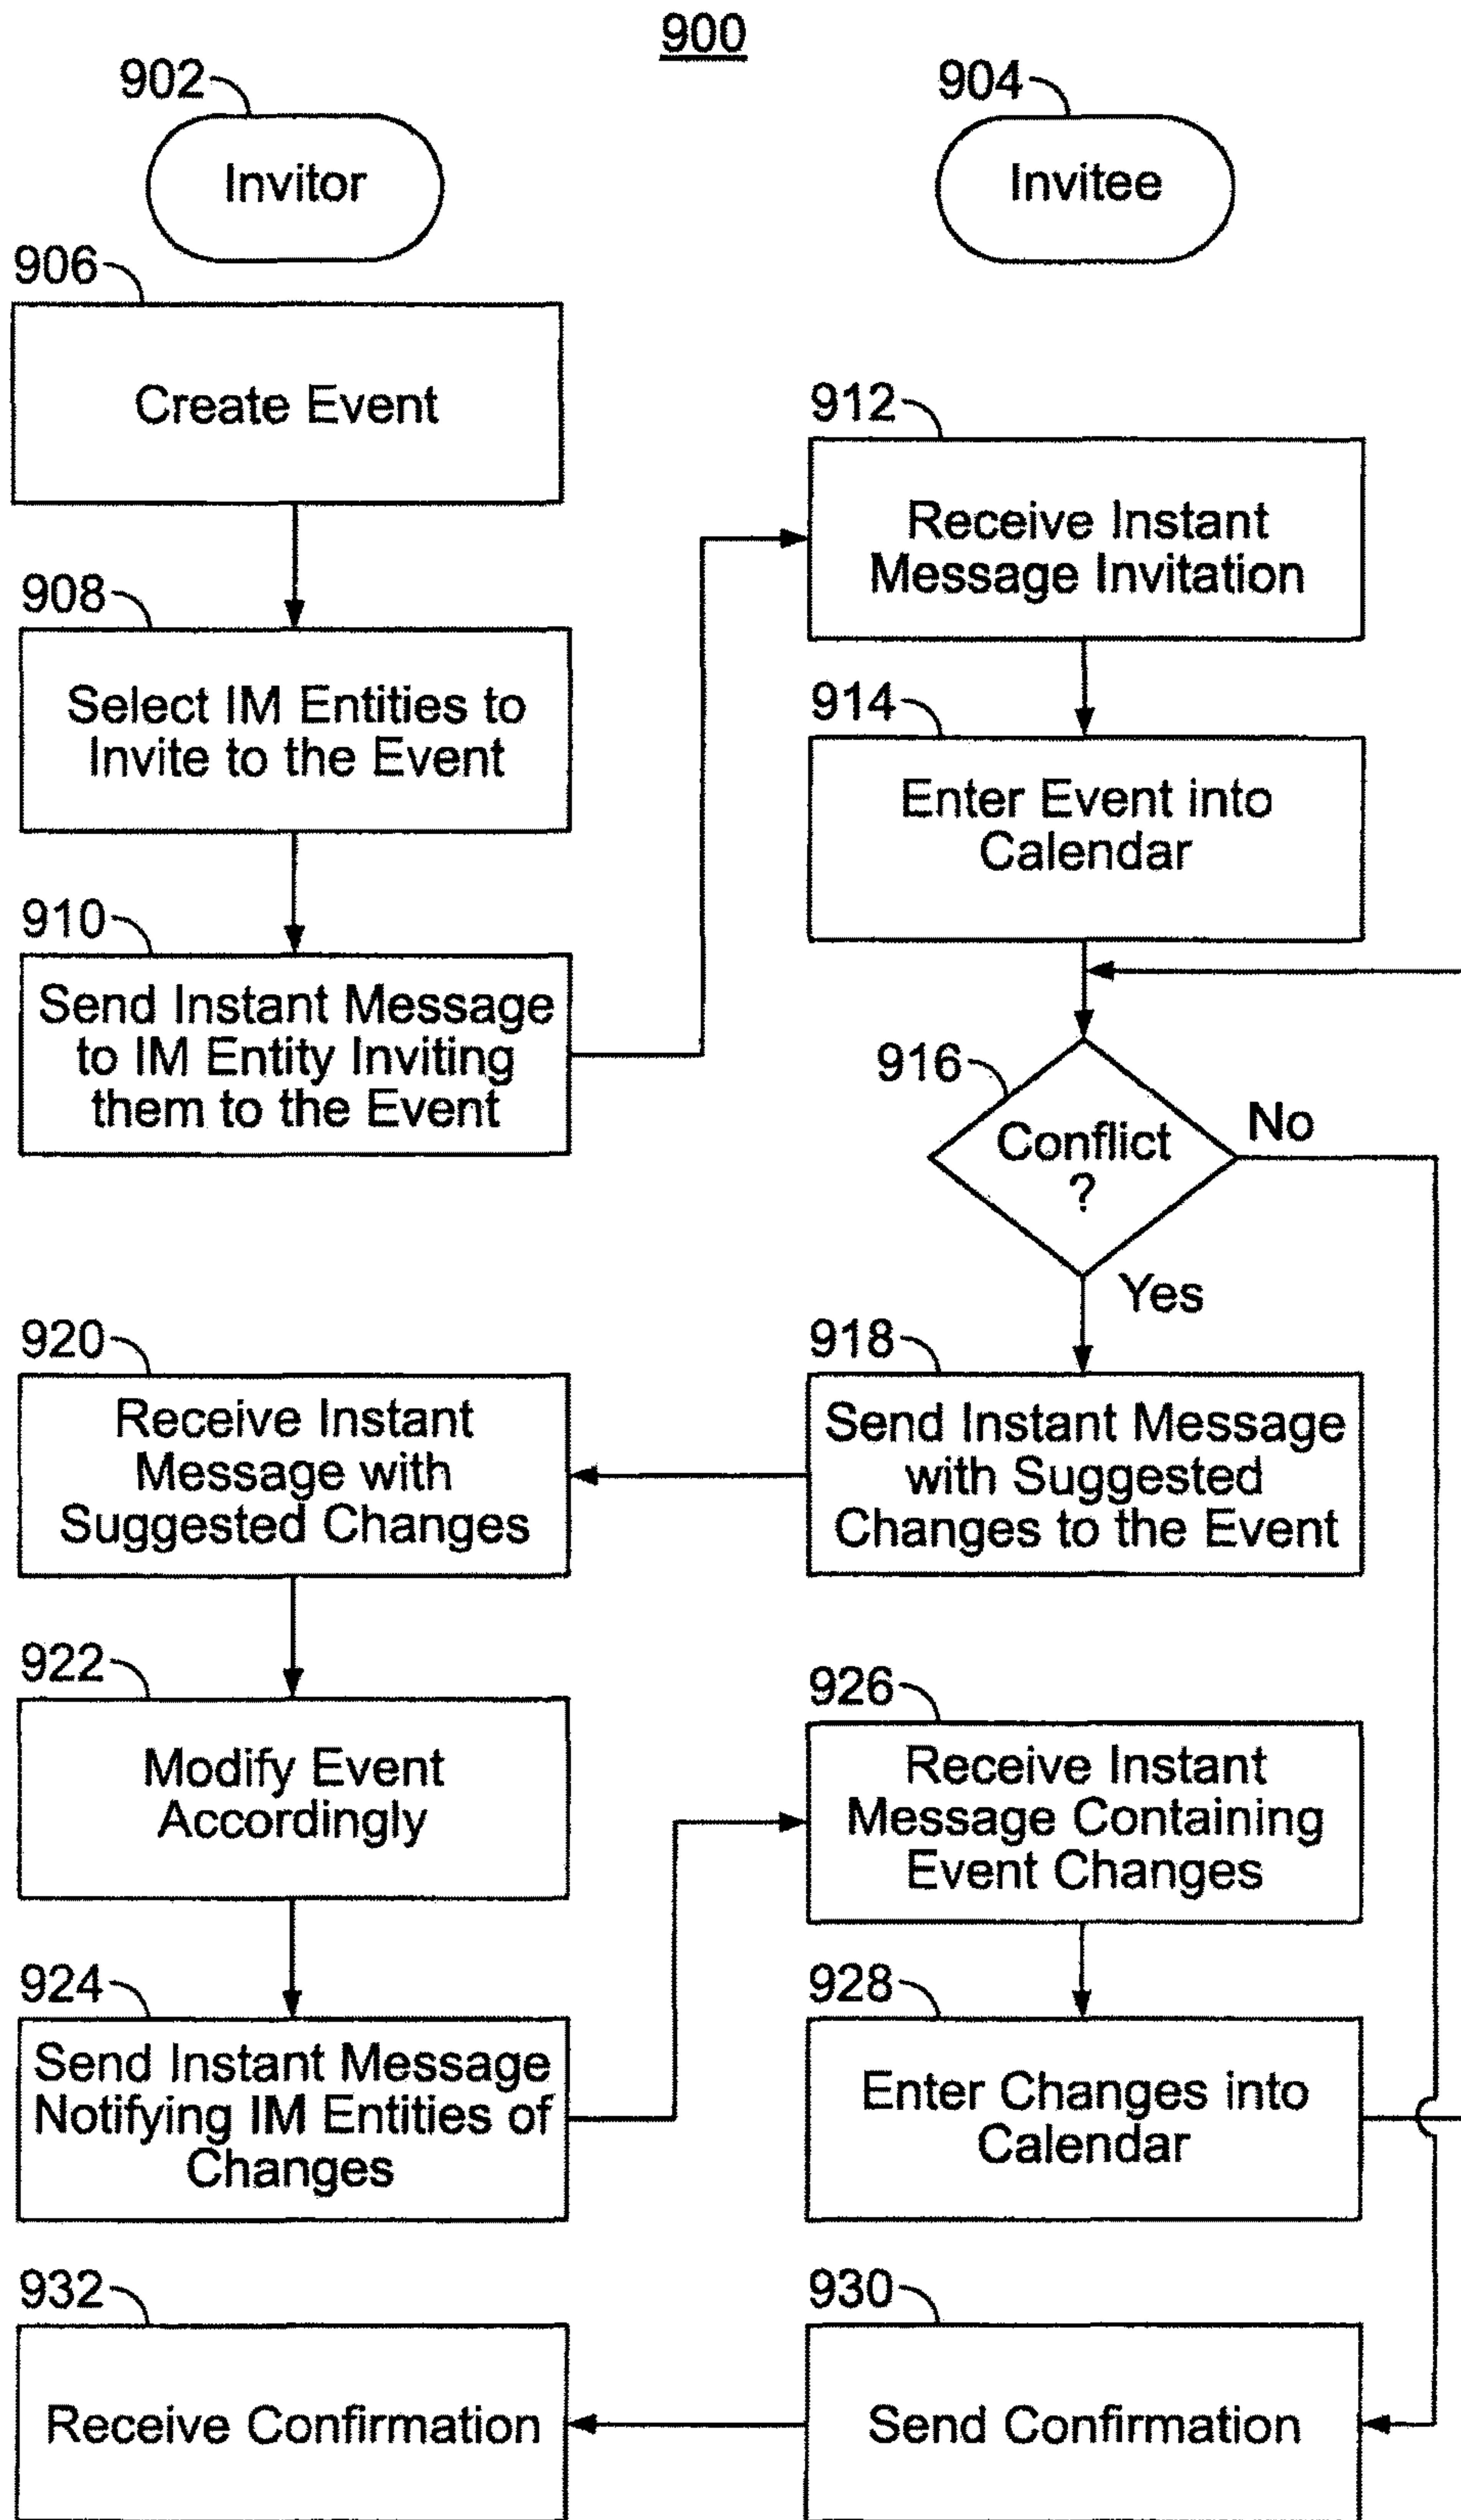 900
902
Invitor
904
Invitee
906
Create Event
908
Select IM Entities to
Invite to the Event
910
Send Instant Message
to IM Entity Inviting
them to the Event
912
Receive Instant
Message Invitation
914
Enter Event into
Calendar
916
Conflict
?
No
Yes
918
Send Instant Message
with Suggested
Changes to the Event
920
Receive Instant
Message with
Suggested Changes
922
Modify Event
Accordingly
924
Send Instant Message
Notifying IM Entities of
Changes
926
Receive Instant
Message Containing
Event Changes
928
Enter Changes into
Calendar
930
Send Confirmation
932
Receive Confirmation